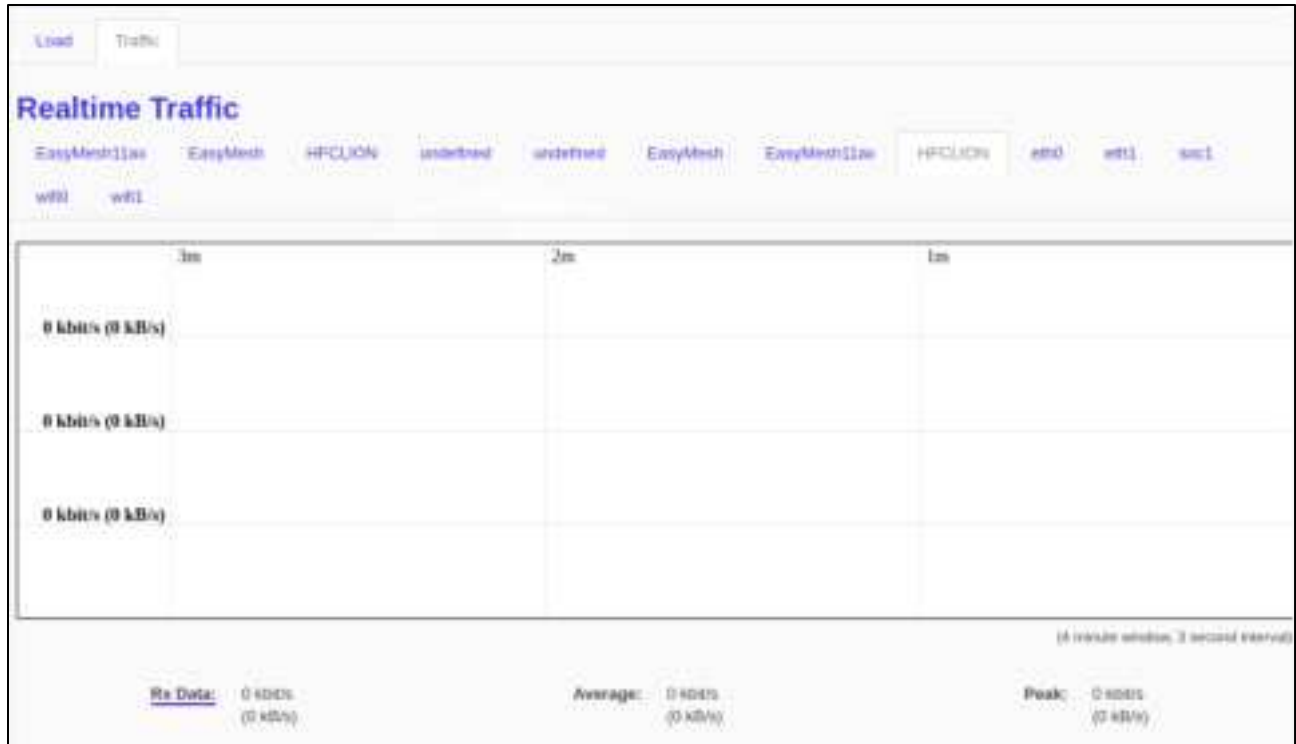 Load Traffic
Realtime Traffic
EasyMesh11ax EasyMesh HFCLION undefined undefined EasyMesh EasyMesh11ax HFCLION eth0 eth1
wifi0 wifi1
3m 2m 1m
0 kbit/s (0 kB/s)
0 kbit/s (0 kB/s)
0 kbit/s (0 kB/s)
(4 minute window, 3 second interval)
Rx Data: 0 kbit/s Average: 0 kbit/s Peak: 0 kbit/s
(0 kB/s) (0 kB/s) (0 kB/s)